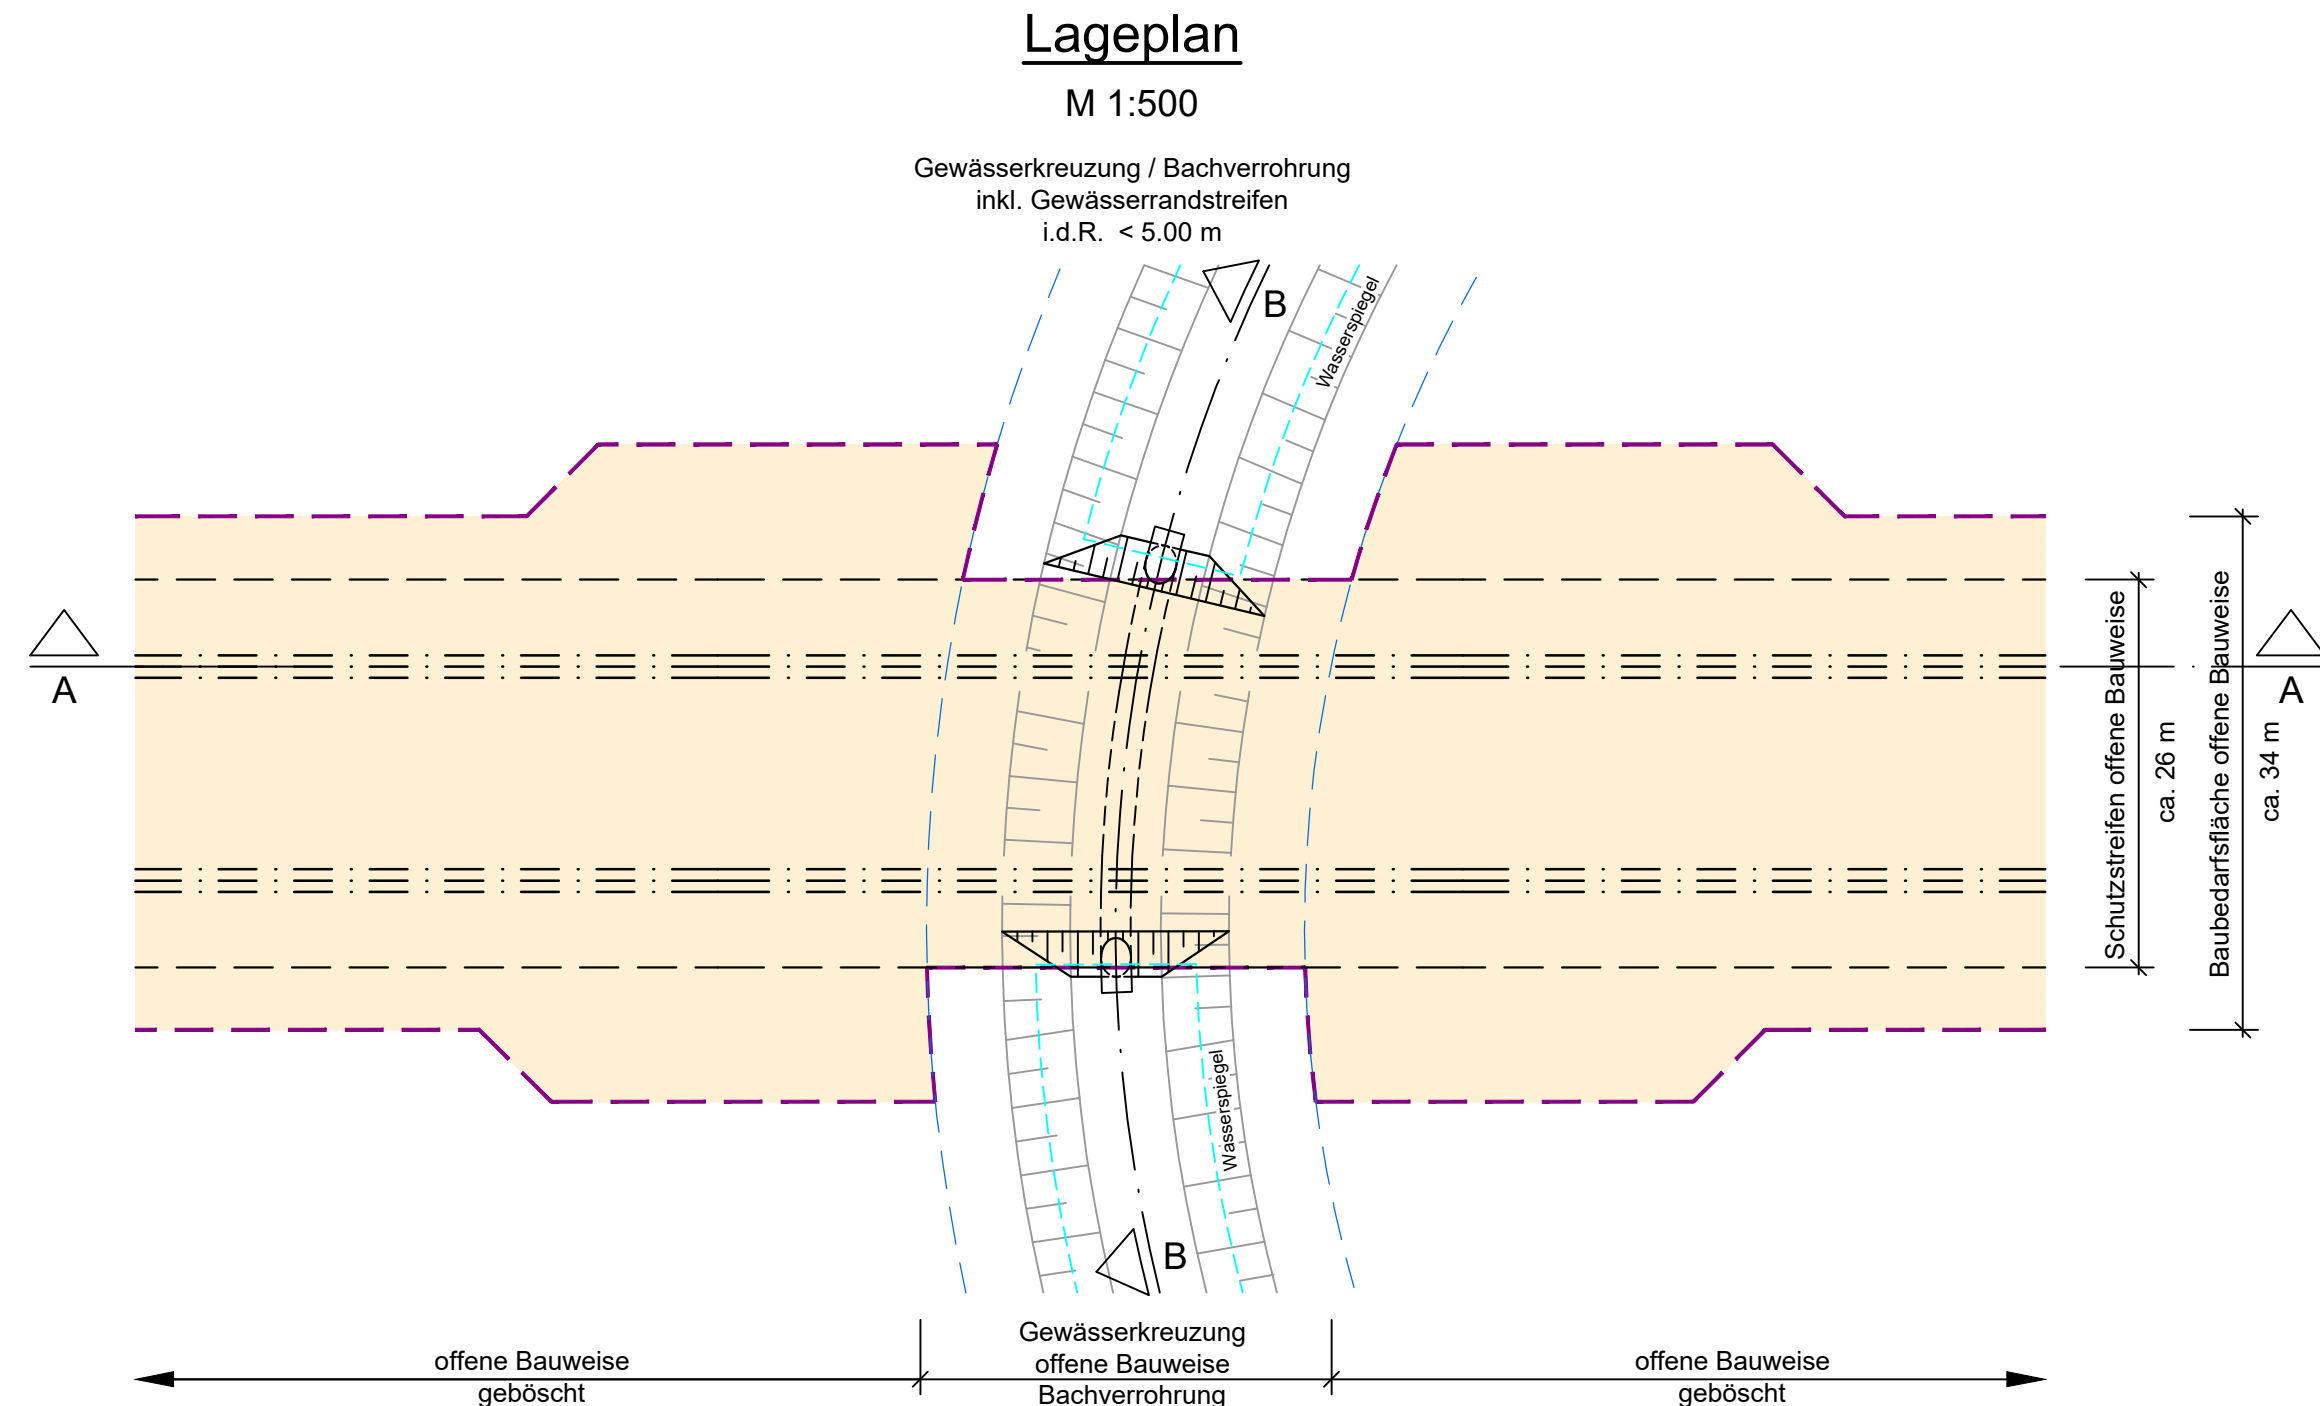 Lageplan
M 1:500
Gewässerkreuzung / Bachverrohrung
inkl. Gewässerrandstreifen
i.d.R. < 5.00 m
B
Wasserspiegel
A
A
Schutzstreifen offene Bauweise
ca. 26 m
Baubedarfsfläche offene Bauweise
ca. 34 m
Wasserspiegel
B
offene Bauweise
geböscht
Gewässerkreuzung
offene Bauweise
Bachverrohrung
offene Bauweise
geböscht